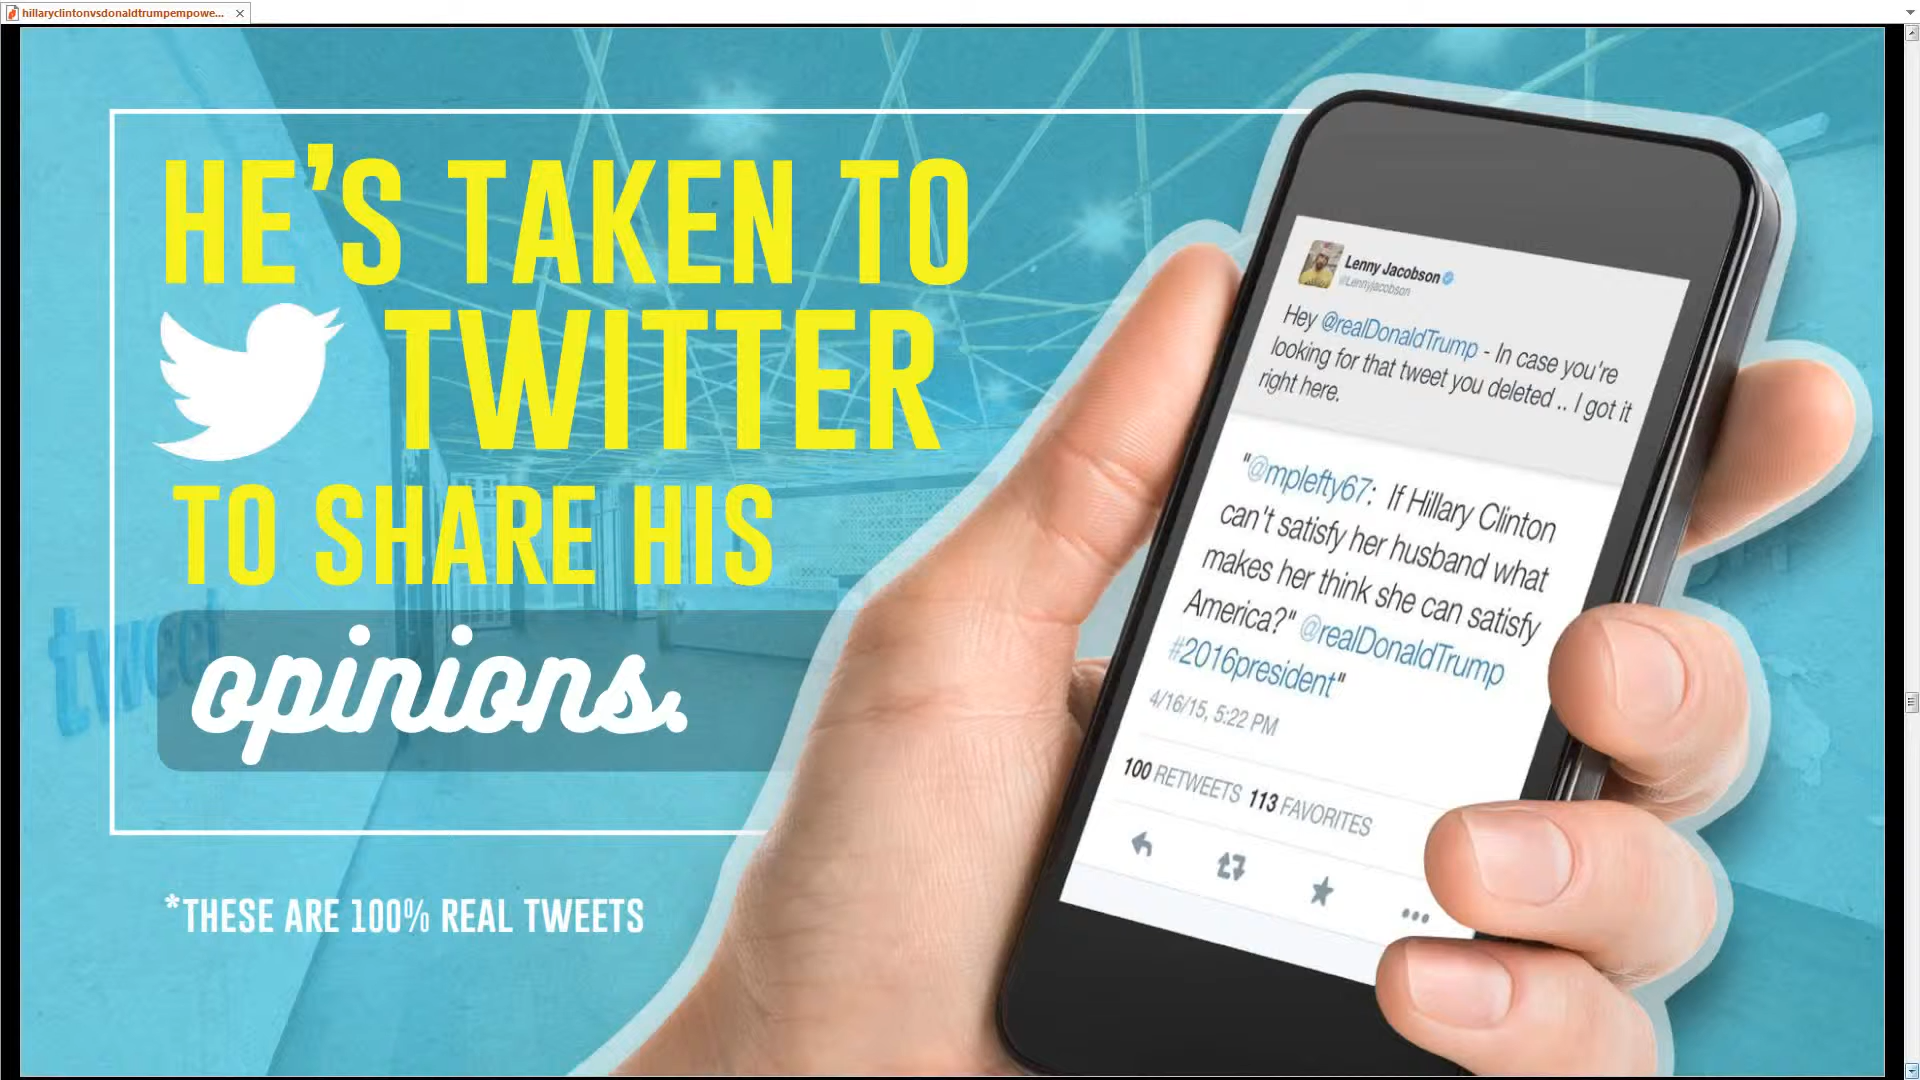 hillaryclintonvsdonaldtrumpempowe...
HE'S TAKEN TO
TWITTER
TO SHARE HIS
opinions.
*THESE ARE 100% REAL TWEETS
tweet
Lenny Jacobson
@Lennyjacobson
Hey @realDonaldTrump - In case you're
looking for that tweet you deleted .. I got it
right here.
"@mplefty67: If Hillary Clinton
can't satisfy her husband what
makes her think she can satisfy
America?" @realDonaldTrump
#2016president"
4/16/15, 5:22 PM
100 RETWEETS 113 FAVORITES